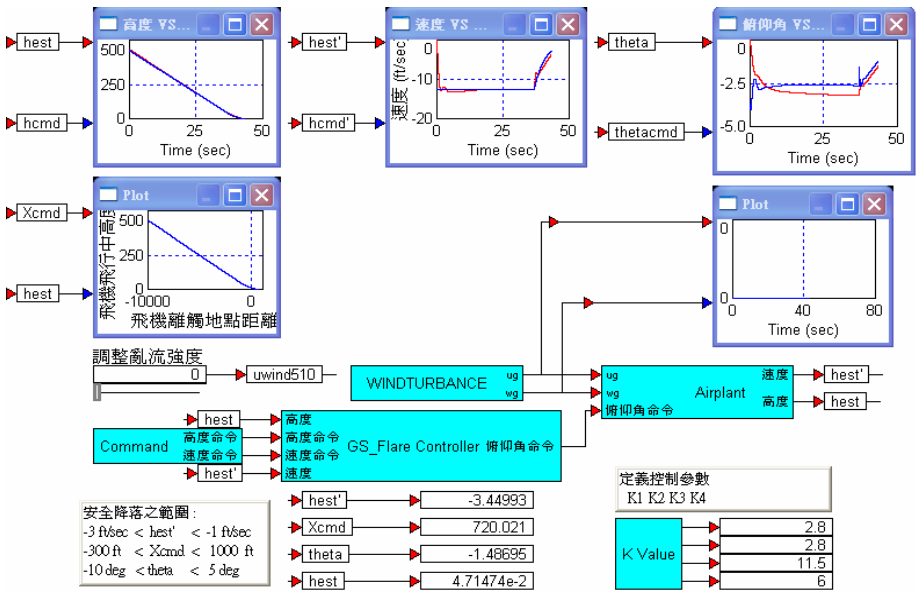 hest
hcmd
高度 VS...
500
250
0
0
25
50
Time (sec)
hest'
hcmd'
速度 VS...
速度 (ft/sec
0
-10
-20
0
25
50
Time (sec)
theta
thetacmd
俯仰角 VS...
0
-2.5
-5.0
0
25
50
Time (sec)
Xcmd
hest
Plot
飛機飛行中高度
500
250
0
-10000
0
飛機離觸地點距離
Plot
0
0
0
40
80
Time (sec)
調整亂流強度
0
uwind510
WINDTURBANCE
ug
wg
ug
wg
俯仰角命令
Airplant
速度
高度
hest'
hest
hest
Command
高度命令
速度命令
hest'
高度
高度命令
速度命令
速度
GS_Flare Controller
俯仰角命令
安全降落之範圍 :
-3 ft/sec < hest' < -1 ft/sec
-300 ft < Xcmd < 1000 ft
-10 deg < theta < 5 deg
hest'
-3.44993
Xcmd
720.021
theta
-1.48695
hest
4.71474e-2
定義控制參數
K1 K2 K3 K4
K Value
2.8
2.8
11.5
6